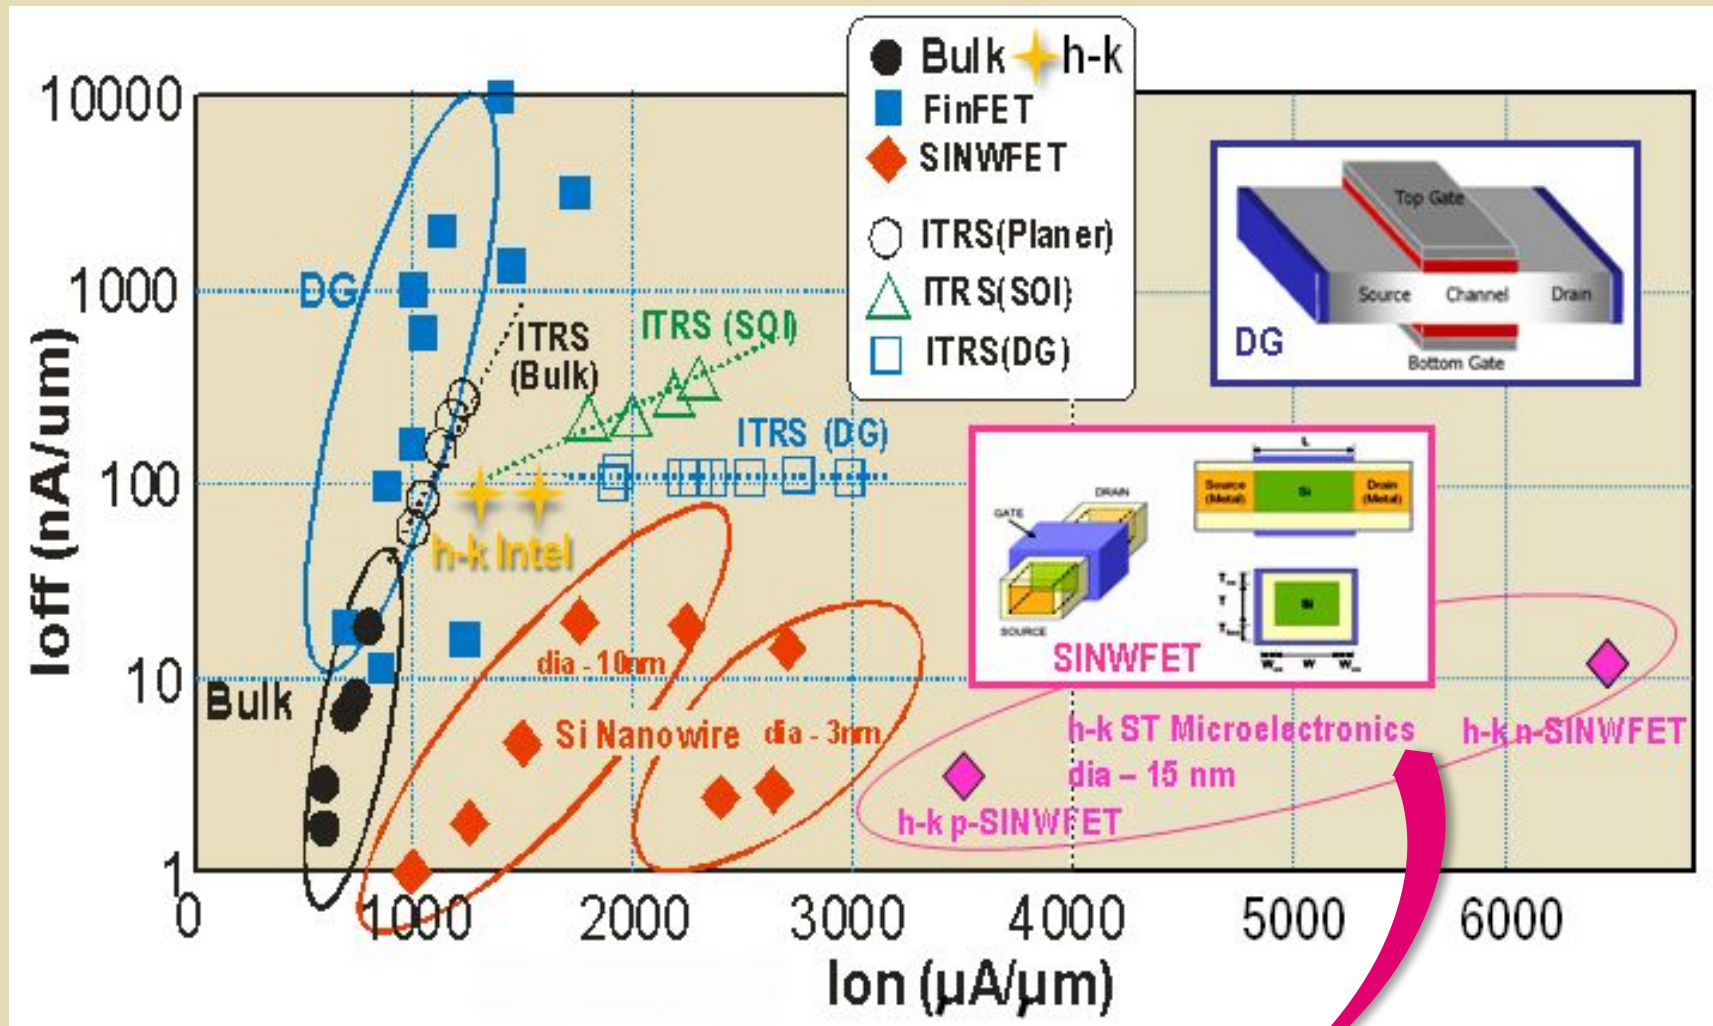 Bulk h-k
FinFET
SINWFET
ITRS(Planer)
ITRS(SOI)
ITRS(DG)
10000
1000
100
10
1
Ioff (nA/um)
0
1000
2000
3000
4000
5000
6000
Ion (μA/μm)
DG
ITRS
(Bulk)
ITRS (SOI)
ITRS (DG)
h-k Intel
Bulk
dia - 10nm
Si Nanowire
dia - 3nm
Top Gate
Source
Channel
Drain
Bottom Gate
DG
DRAIN
GATE
SOURCE
L
Source
(Metal)
Si
Drain
(Metal)
T
Si
W
SINWFET
h-k ST Microelectronics
dia – 15 nm
h-k n-SINWFET
h-k p-SINWFET